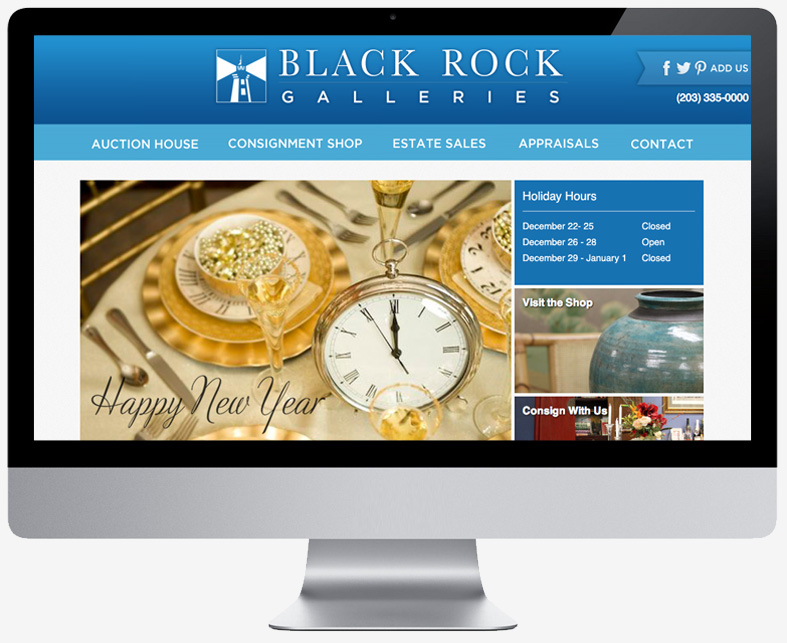 BLACK ROCK
GALLERIES
ADD US
(203) 335-0000
AUCTION HOUSE CONSIGNMENT SHOP ESTATE SALES APPRAISALS CONTACT
Holiday Hours
December 22- 25 Closed
December 26 - 28 Open
December 29 - January 1 Closed
Visit the Shop
Consign With Us
Happy New Year